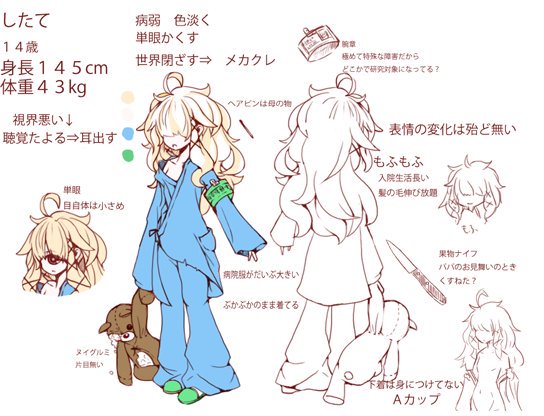 したて
14歳
身長145cm
体重43kg
視界悪い↓
聴覚たよる⇒耳出す
病弱 色淡く
単眼かくす
世界閉ざす⇒ メカクレ
ヘアピンは母の物
腕章
極めて特殊な障害だから
どこかで研究対象になってる?
表情の変化は殆ど無い
もふもふ
入院生活長い
髪の毛伸び放題
もふ
単眼
目自体は小さめ
病院服がだいぶ大きい
ぶかぶかのまま着てる
果物ナイフ
パパのお見舞いのとき
くすねた?
ヌイグルミ
片目無い
下着は身につけてない
Aカップ